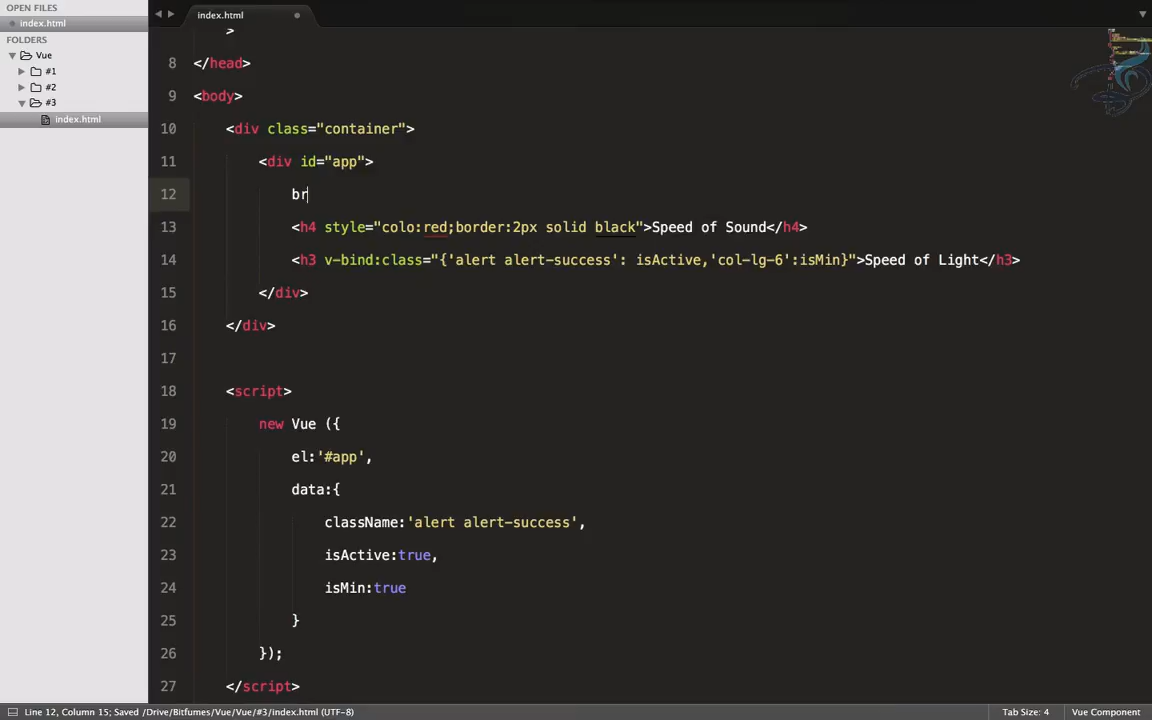 OPEN FILES
index.html
FOLDERS
Vue
#1
#2
#3
index.html
index.html
>
8 </head>
9 <body>
10 <div class="container">
11 <div id="app">
12 br
13 <h4 style="colo:red;border:2px solid black">Speed of Sound</h4>
14 <h3 v-bind:class="{'alert alert-success': isActive,'col-lg-6':isMin}">Speed of Light</h3>
15 </div>
16 </div>
17
18 <script>
19 new Vue ({
20 el:'#app',
21 data:{
22 className:'alert alert-success',
23 isActive:true,
24 isMin:true
25 }
26 });
27 </script>
Line 12, Column 15; Saved /Drive/Bitfumes/Vue/Vue/#3/index.html (UTF-8)
Tab Size: 4
Vue Component